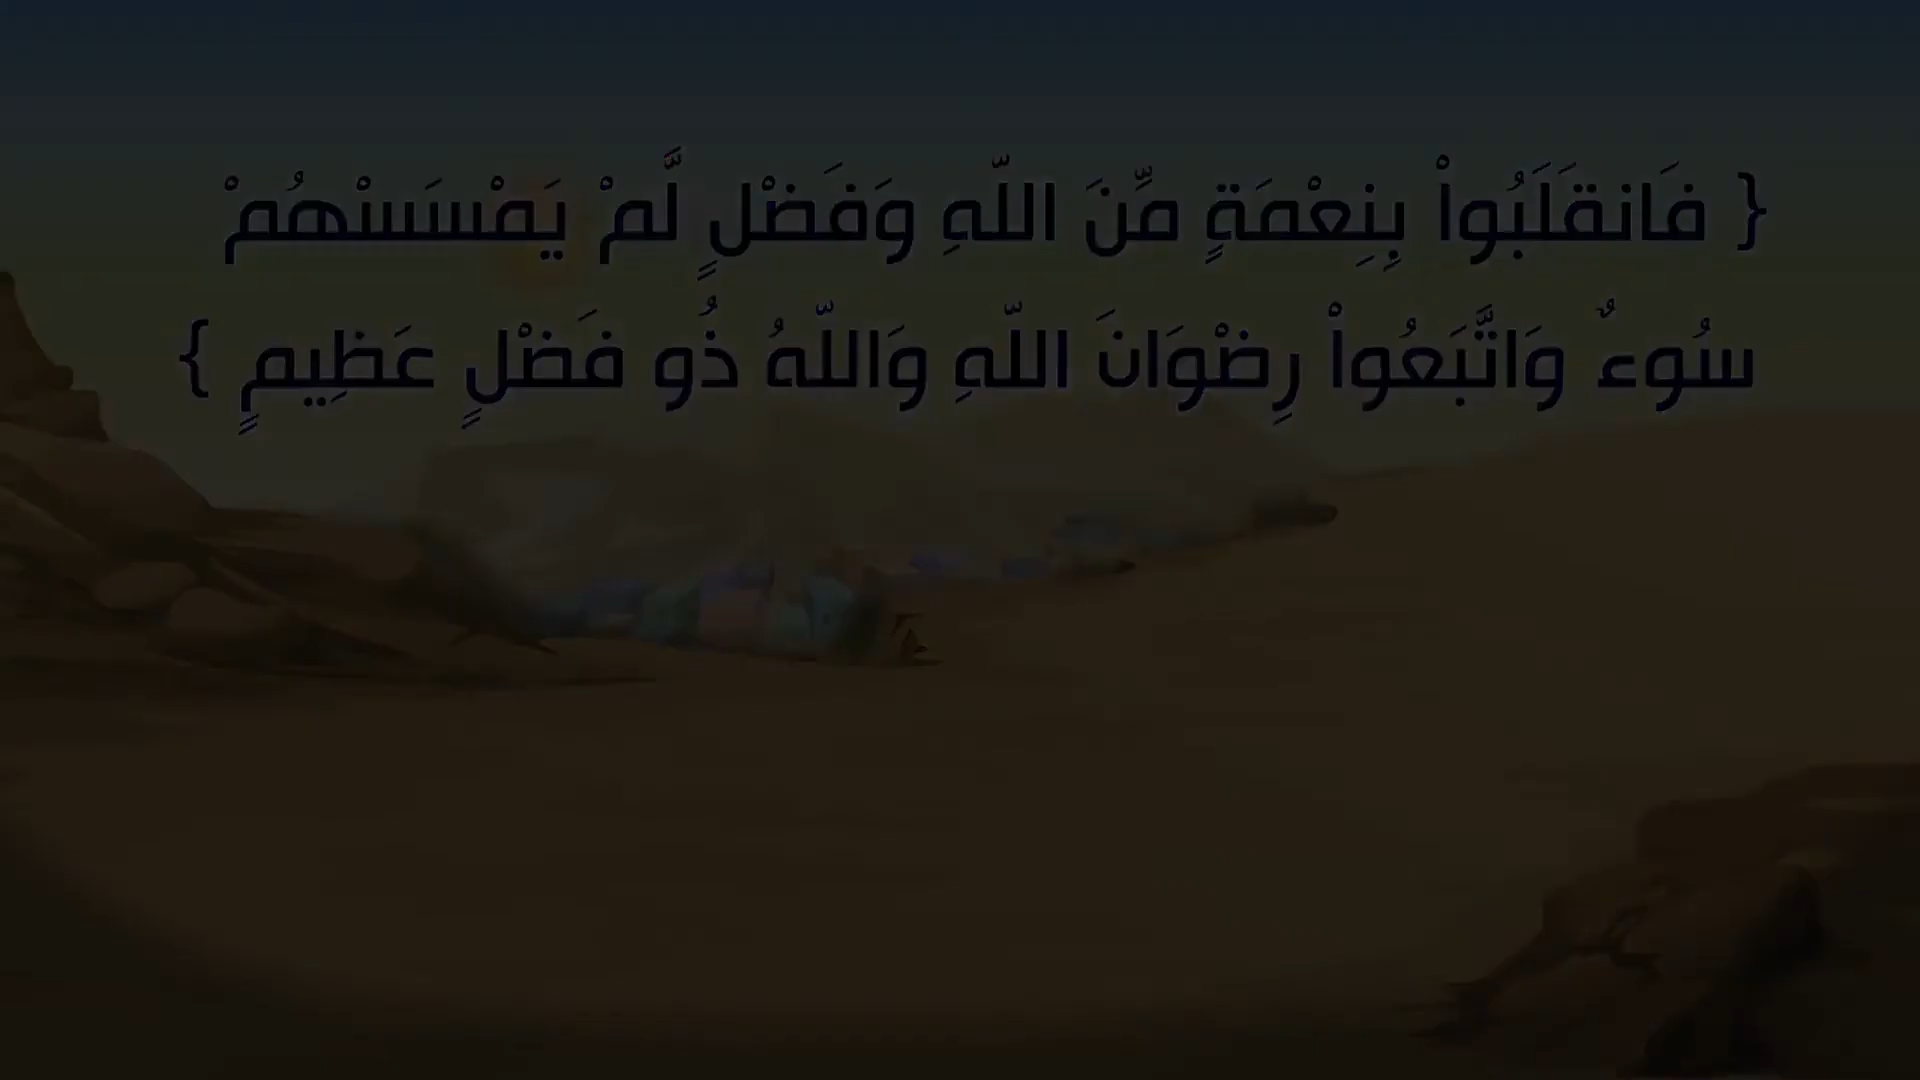 { فَانقَلَبُواْ بِنِعْمَةٍ مِّنَ اللّهِ وَفَضْلٍ لَّمْ يَمْسَسْهُمْ
سُوءٌ وَاتَّبَعُواْ رِضْوَانَ اللّهِ وَاللّهُ ذُو فَضْلٍ عَظِيمٍ }